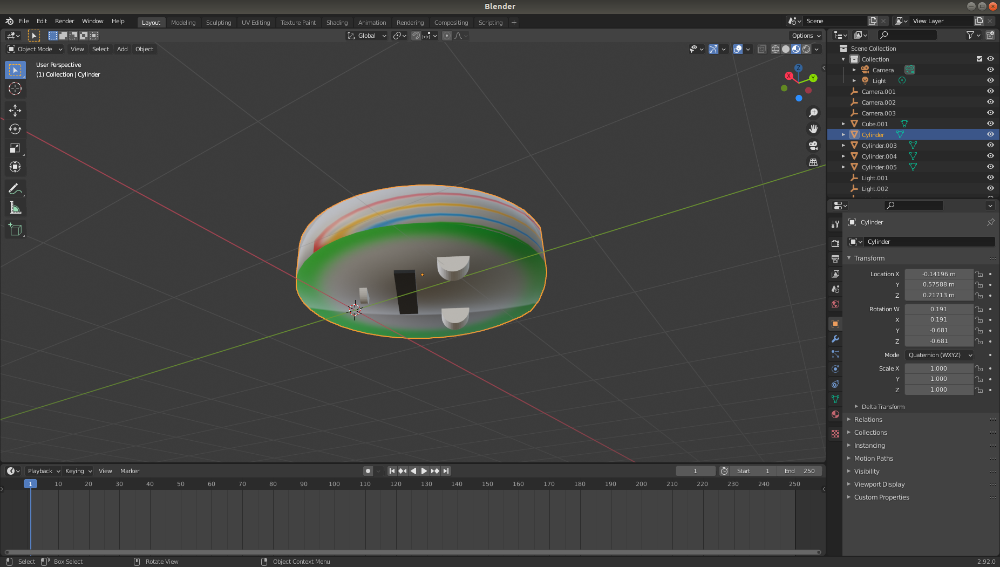 Blender
File Edit Render Window Help
Layout Modeling Sculpting UV Editing Texture Paint Shading Animation Rendering Compositing Scripting +
Scene
View Layer
Global
Options
Object Mode View Select Add Object
User Perspective
(1) Collection | Cylinder
Z
X
Y
Scene Collection
Collection
Camera
Light
Camera.001
Camera.002
Camera.003
Cube.001
Cylinder
Cylinder.003
Cylinder.004
Cylinder.005
Light.001
Light.002
Cylinder
Cylinder
Transform
Location X -0.14196 m
Y 0.57588 m
Z 0.21713 m
Rotation W 0.191
X 0.191
Y -0.681
Z -0.681
Mode Quaternion (WXYZ)
Scale X 1.000
Y 1.000
Z 1.000
Delta Transform
Relations
Collections
Instancing
Motion Paths
Visibility
Viewport Display
Custom Properties
Playback Keying View Marker
1 Start 1 End 250
1 10 20 30 40 50 60 70 80 90 100 110 120 130 140 150 160 170 180 190 200 210 220 230 240 250
Select Box Select Rotate View Object Context Menu 2.92.0